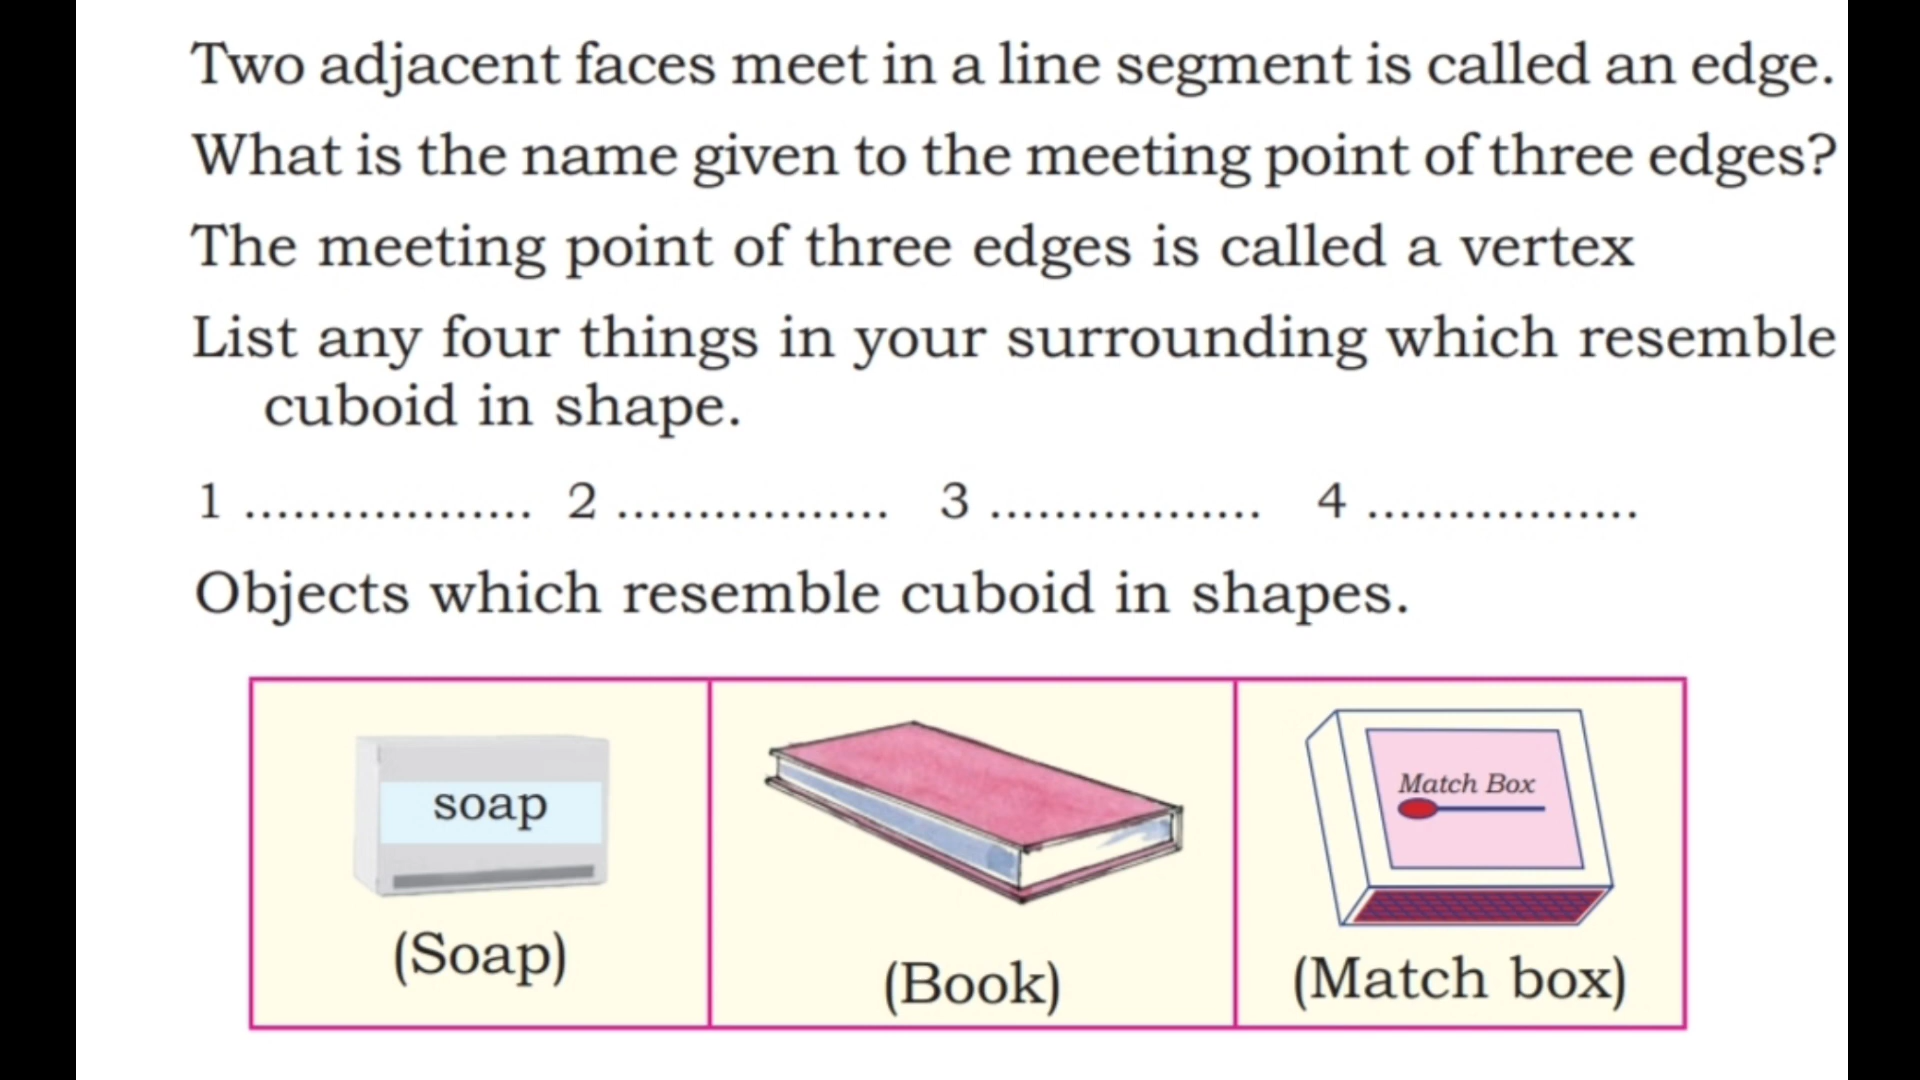 Two adjacent faces meet in a line segment is called an edge.
What is the name given to the meeting point of three edges?
The meeting point of three edges is called a vertex
List any four things in your surrounding which resemble
cuboid in shape.
1 .................. 2 ................. 3 ................. 4 .................
Objects which resemble cuboid in shapes.
soap
Match Box
(Soap)
(Book)
(Match box)